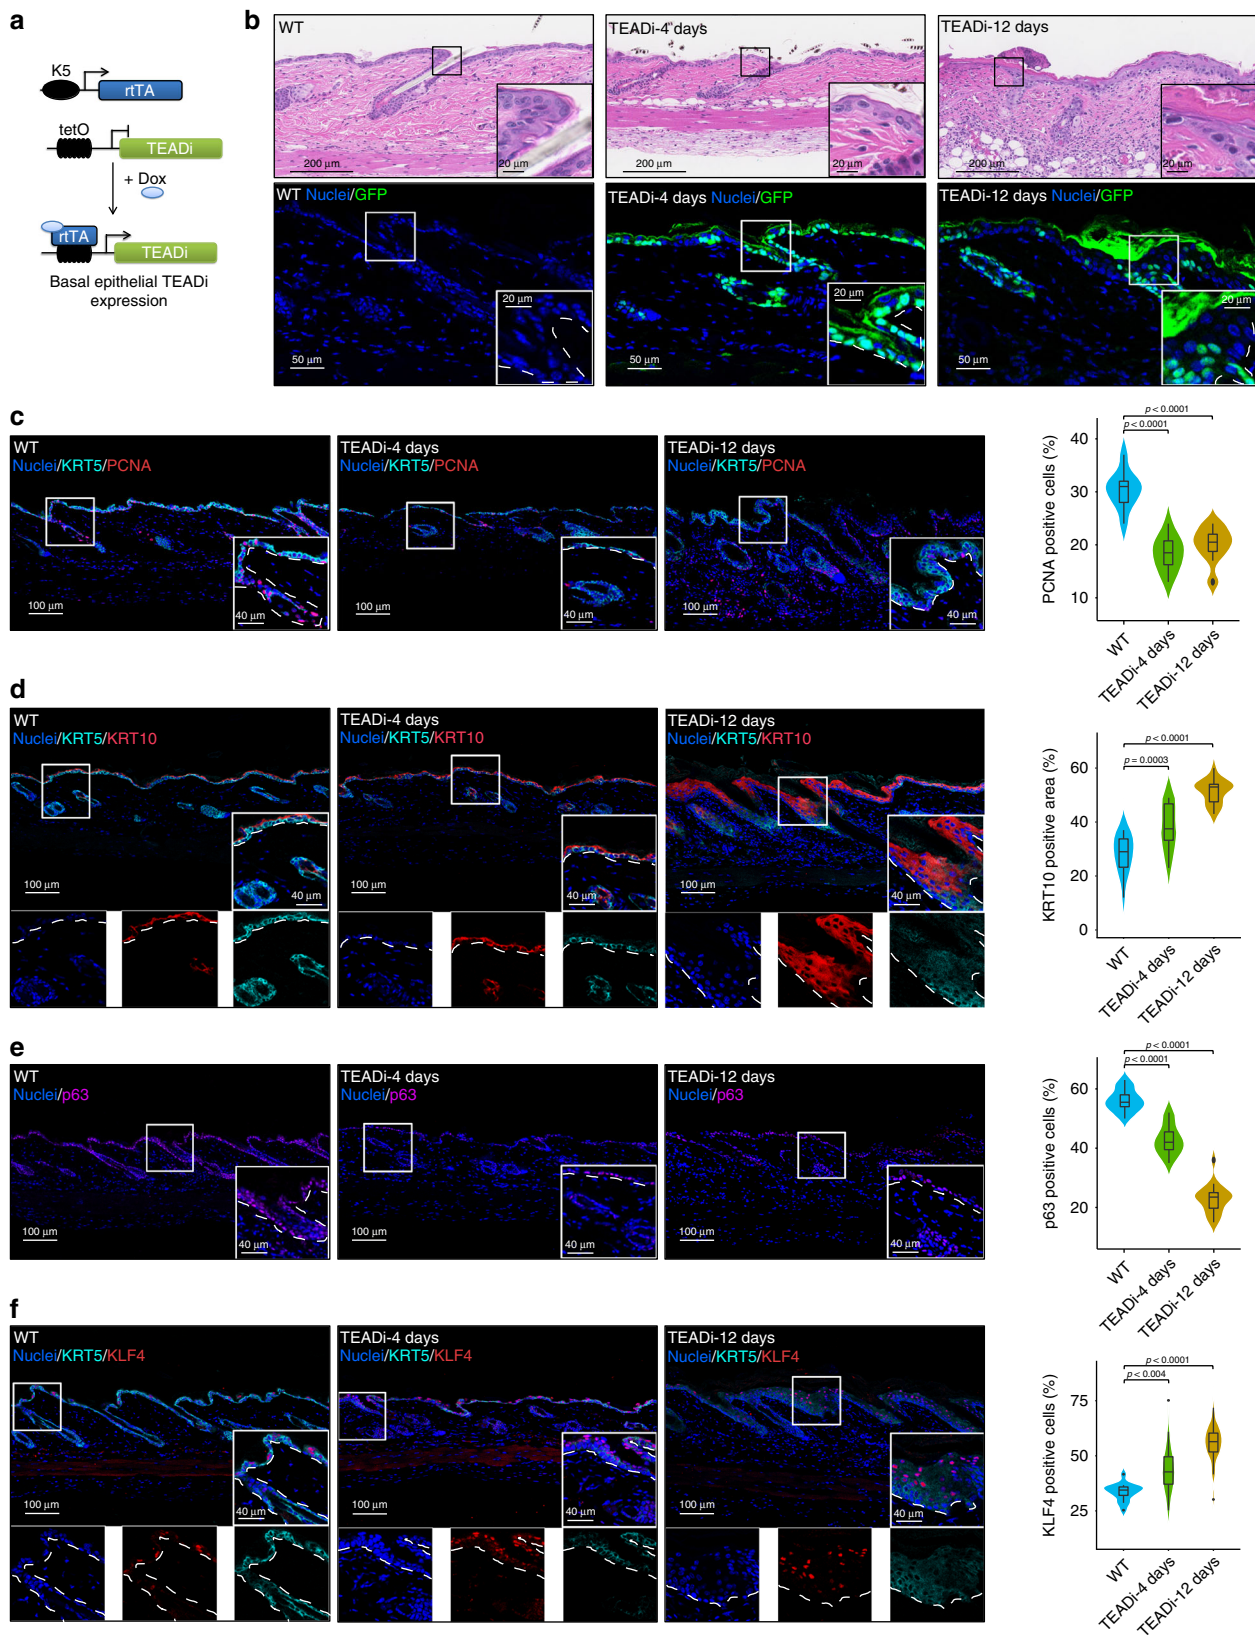 a
K5
rtTA
tetO
TEADi
+ Dox
rtTA
TEADi
Basal epithelial TEADi
expression
b
WT
200 µm
20 µm
TEADi-4 days
200 µm
20 µm
TEADi-12 days
200 µm
20 µm
WT Nuclei/GFP
50 µm
20 µm
TEADi-4 days Nuclei/GFP
50 µm
20 µm
TEADi-12 days Nuclei/GFP
50 µm
20 µm
c
WT
Nuclei/KRT5/PCNA
100 µm
40 µm
TEADi-4 days
Nuclei/KRT5/PCNA
100 µm
40 µm
TEADi-12 days
Nuclei/KRT5/PCNA
100 µm
40 µm
PCNA positive cells (%)
40
30
20
10
p < 0.0001
p < 0.0001
WT
TEADi-4 days
TEADi-12 days
d
WT
Nuclei/KRT5/KRT10
100 µm
40 µm
TEADi-4 days
Nuclei/KRT5/KRT10
100 µm
40 µm
TEADi-12 days
Nuclei/KRT5/KRT10
100 µm
40 µm
KRT10 positive area (%)
60
40
20
0
p < 0.0001
p = 0.0003
WT
TEADi-4 days
TEADi-12 days
e
WT
Nuclei/p63
100 µm
40 µm
TEADi-4 days
Nuclei/p63
100 µm
40 µm
TEADi-12 days
Nuclei/p63
100 µm
40 µm
p63 positive cells (%)
60
40
20
p < 0.0001
p < 0.0001
WT
TEADi-4 days
TEADi-12 days
f
WT
Nuclei/KRT5/KLF4
100 µm
40 µm
TEADi-4 days
Nuclei/KRT5/KLF4
100 µm
40 µm
TEADi-12 days
Nuclei/KRT5/KLF4
100 µm
40 µm
KLF4 positive cells (%)
75
50
25
p < 0.0001
p < 0.004
WT
TEADi-4 days
TEADi-12 days